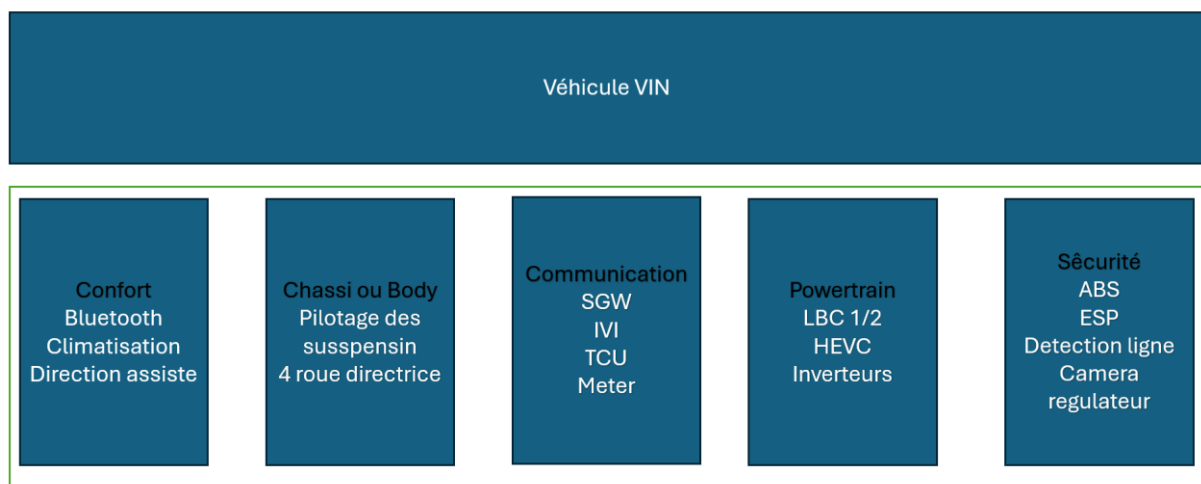 Véhicule VIN
Confort
Bluetooth
Climatisation
Direction assiste
Chassi ou Body
Pilotage des
susspensin
4 roue directrice
Communication
SGW
IVI
TCU
Meter
Powertrain
LBC 1/2
HEVC
Inverteurs
Sêcurité
ABS
ESP
Detection ligne
Camera
regulateur